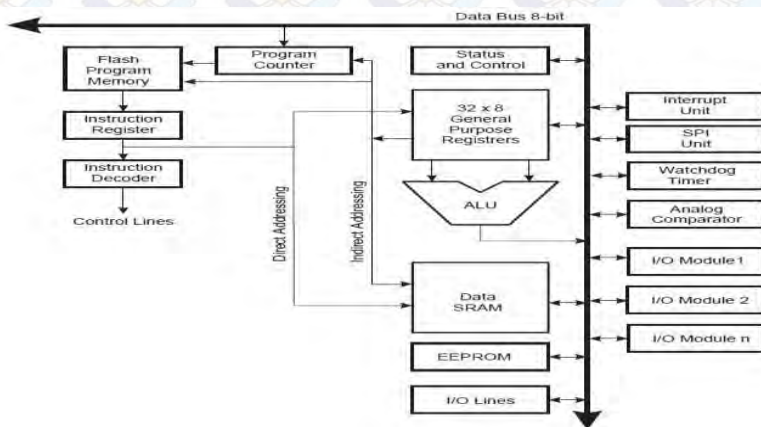 Data Bus 8-bit
Flash
Program
Memory
Program
Counter
Status
and Control
Instruction
Register
32 x 8
General
Purpose
Registrers
Interrupt
Unit
SPI
Unit
Instruction
Decoder
Watchdog
Timer
Control Lines
ALU
Analog
Comparator
Direct Addressing
Indirect Addressing
I/O Module1
Data
SRAM
I/O Module 2
I/O Module n
EEPROM
I/O Lines